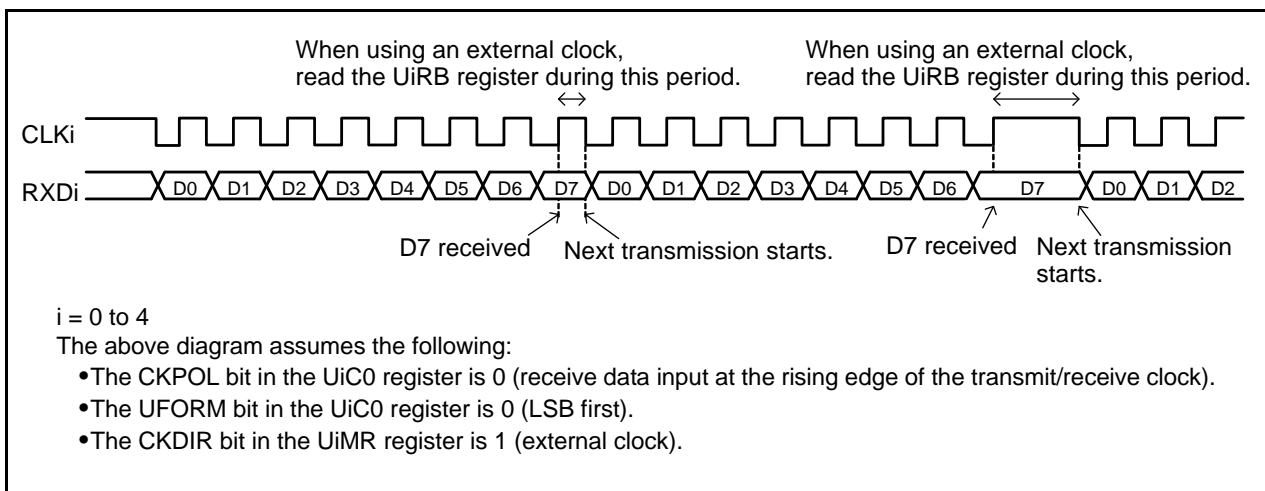 When using an external clock,
read the UiRB register during this period.
When using an external clock,
read the UiRB register during this period.
CLKi
RXDi D0 D1 D2 D3 D4 D5 D6 D7 D0 D1 D2 D3 D4 D5 D6 D7 D0 D1 D2
D7 received
Next transmission starts.
D7 received
Next transmission
starts.
i = 0 to 4
The above diagram assumes the following:
•The CKPOL bit in the UiC0 register is 0 (receive data input at the rising edge of the transmit/receive clock).
•The UFORM bit in the UiC0 register is 0 (LSB first).
•The CKDIR bit in the UiMR register is 1 (external clock).